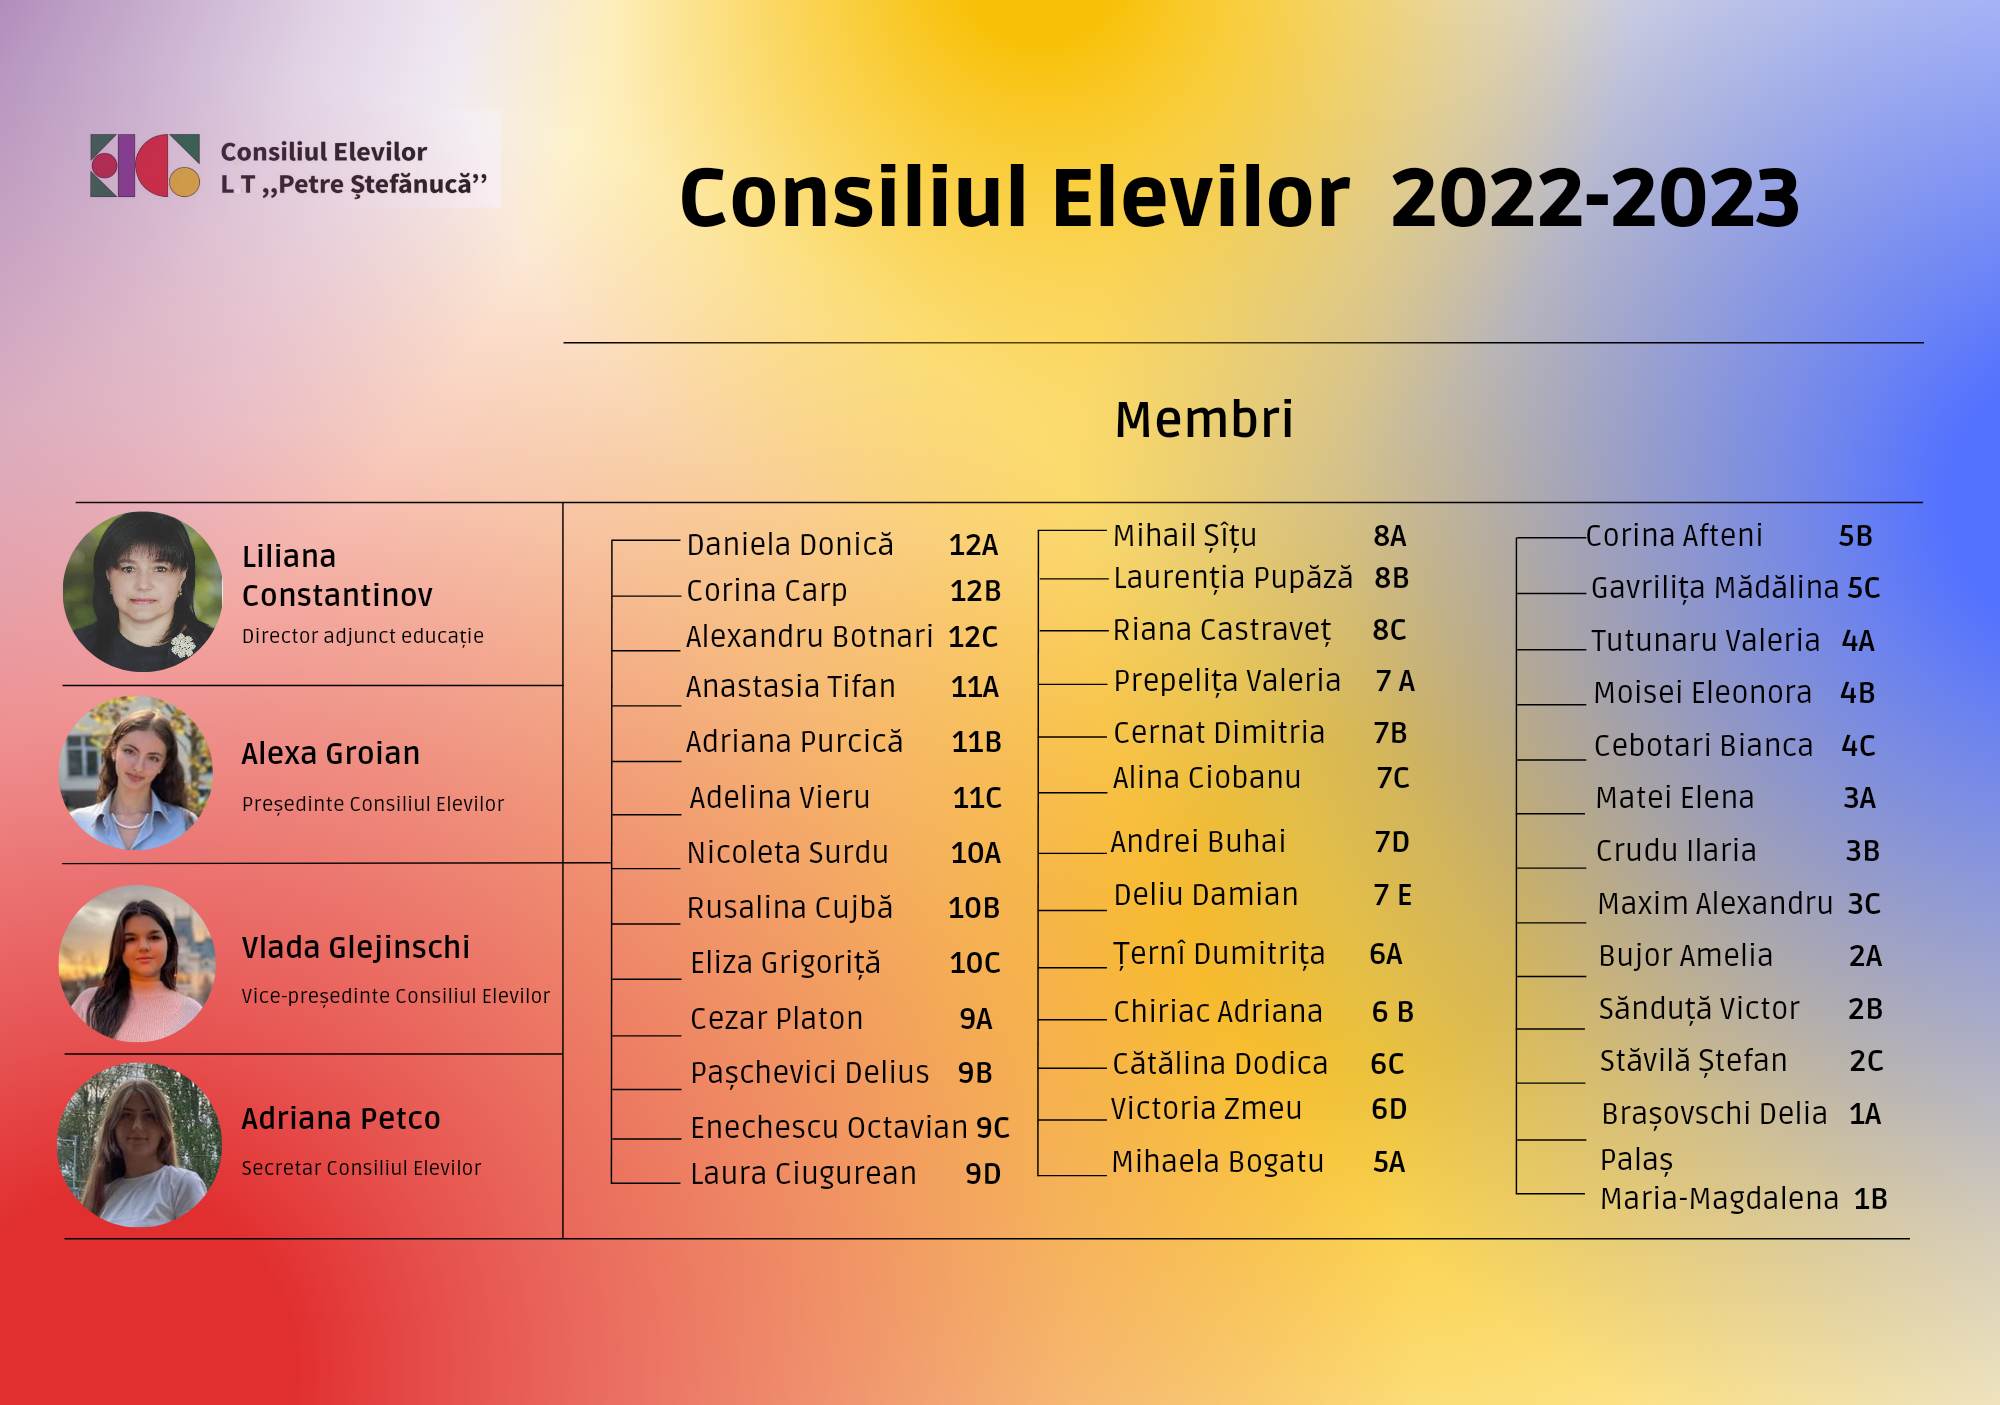 Consiliul Elevilor
L T ,,Petre Ștefănucă’’
Consiliul Elevilor 2022-2023
Membri
Liliana
Constantinov
Director adjunct educație
Alexa Groian
Președinte Consiliul Elevilor
Vlada Glejinschi
Vice-președinte Consiliul Elevilor
Adriana Petco
Secretar Consiliul Elevilor
Daniela Donică 12A
Corina Carp 12B
Alexandru Botnari 12C
Anastasia Tifan 11A
Adriana Purcică 11B
Adelina Vieru 11C
Nicoleta Surdu 10A
Rusalina Cujbă 10B
Eliza Grigoriță 10C
Cezar Platon 9A
Pașchevici Delius 9B
Enechescu Octavian 9C
Laura Ciugurean 9D
Mihail Șîțu 8A
Laurenția Pupăză 8B
Riana Castraveț 8C
Prepelița Valeria 7 A
Cernat Dimitria 7B
Alina Ciobanu 7C
Andrei Buhai 7D
Deliu Damian 7 E
Țernî Dumitrița 6A
Chiriac Adriana 6 B
Cătălina Dodica 6C
Victoria Zmeu 6D
Mihaela Bogatu 5A
Corina Afteni 5B
Gavrilița Mădălina 5C
Tutunaru Valeria 4A
Moisei Eleonora 4B
Cebotari Bianca 4C
Matei Elena 3A
Crudu Ilaria 3B
Maxim Alexandru 3C
Bujor Amelia 2A
Sănduță Victor 2B
Stăvilă Ștefan 2C
Brașovschi Delia 1A
Palaș
Maria-Magdalena 1B